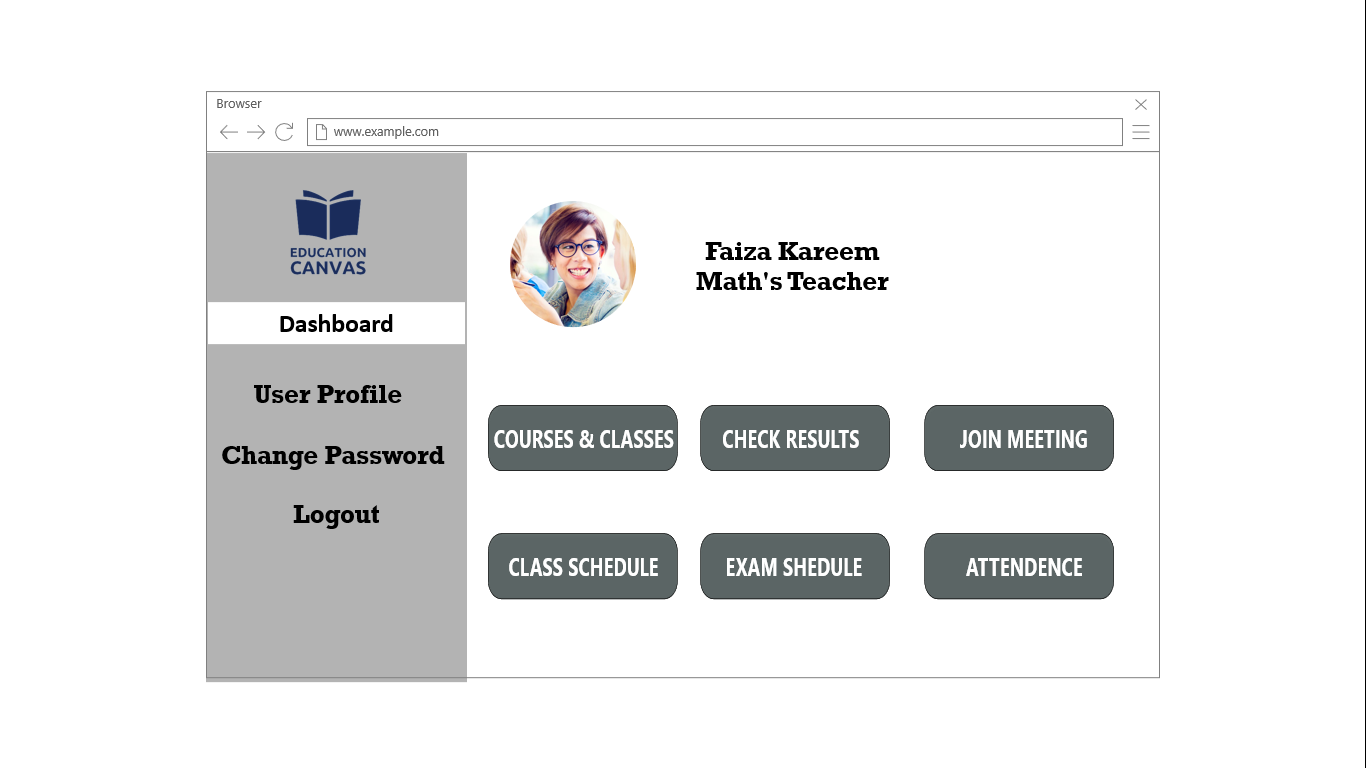 Browser
www.example.com
EDUCATION
CANVAS
Dashboard
User Profile
Change Password
Logout
Faiza Kareem
Math's Teacher
COURSES & CLASSES
CHECK RESULTS
JOIN MEETING
CLASS SCHEDULE
EXAM SHEDULE
ATTENDENCE